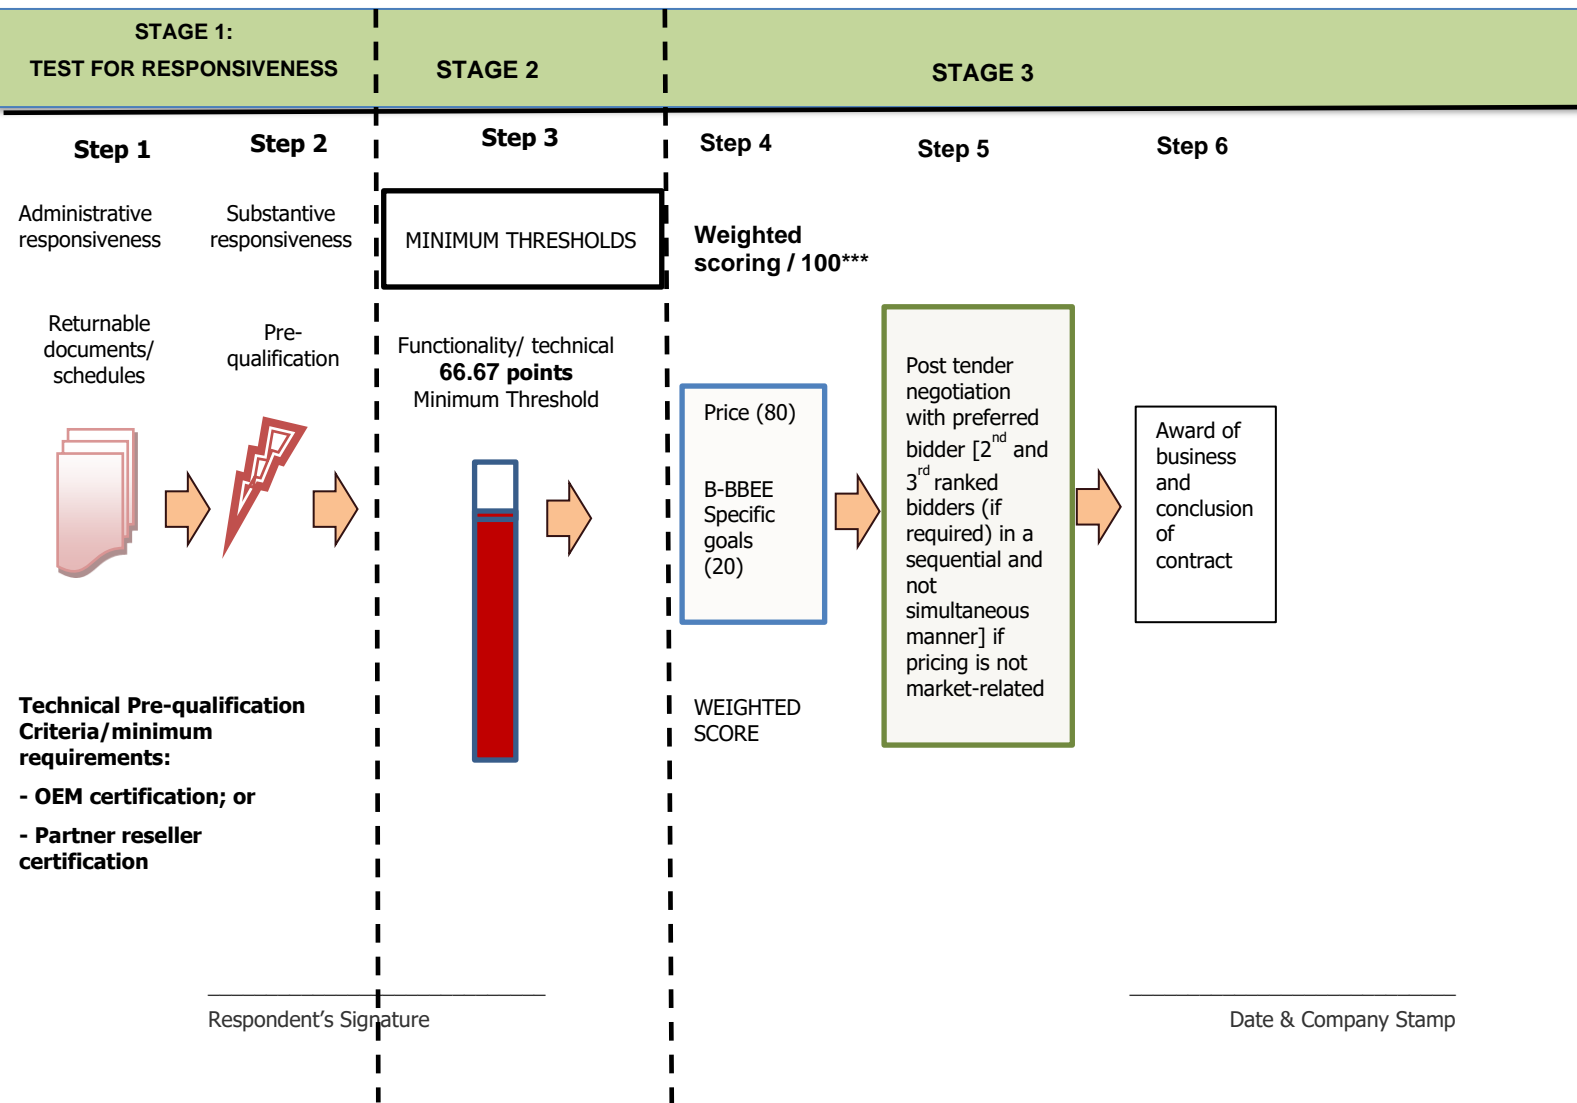 STAGE 1:
TEST FOR RESPONSIVENESS
STAGE 2
STAGE 3
Step 1
Step 2
Step 3
Step 4
Step 5
Step 6
Administrative
responsiveness
Substantive
responsiveness
MINIMUM THRESHOLDS
Weighted
scoring / 100***
Returnable
documents/
schedules
Pre-
qualification
Functionality/ technical
66.67 points
Minimum Threshold
Price (80)
B-BBEE
Specific
goals
(20)
Post tender
negotiation
with preferred
bidder [2nd and
3rd ranked
bidders (if
required) in a
sequential and
not
simultaneous
manner] if
pricing is not
market-related
Award of
business
and
conclusion
of
contract
WEIGHTED
SCORE
Technical Pre-qualification
Criteria/minimum
requirements:
- OEM certification; or
- Partner reseller
certification
Respondent's Signature
Date & Company Stamp